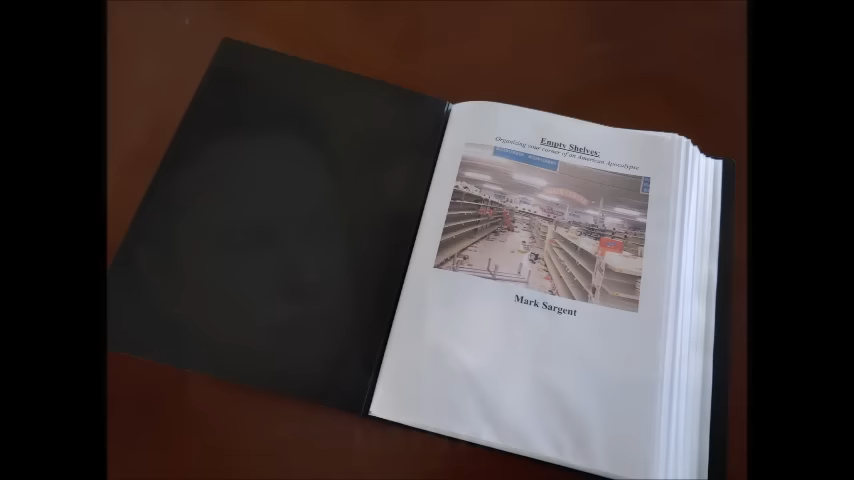 Empty Shelves:
Organizing your corner of an American Apocalypse
Mark Sargent